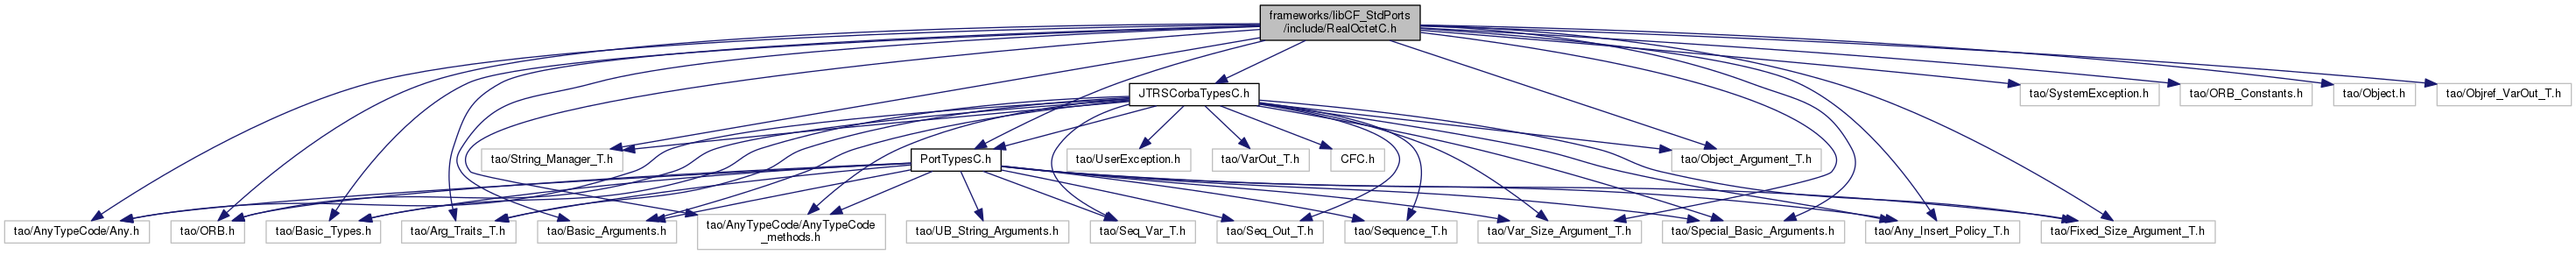 frameworks/libCF_StdPorts
/include/RealOctetC.h
JTRSCorbaTypesC.h
tao/SystemException.h
tao/ORB_Constants.h
tao/Object.h
tao/Objref_VarOut_T.h
tao/String_Manager_T.h
PortTypesC.h
tao/UserException.h
tao/VarOut_T.h
CFC.h
tao/Object_Argument_T.h
tao/AnyTypeCode/Any.h
tao/ORB.h
tao/Basic_Types.h
tao/Arg_Traits_T.h
tao/Basic_Arguments.h
tao/AnyTypeCode/AnyTypeCode
_methods.h
tao/UB_String_Arguments.h
tao/Seq_Var_T.h
tao/Seq_Out_T.h
tao/Sequence_T.h
tao/Var_Size_Argument_T.h
tao/Special_Basic_Arguments.h
tao/Any_Insert_Policy_T.h
tao/Fixed_Size_Argument_T.h